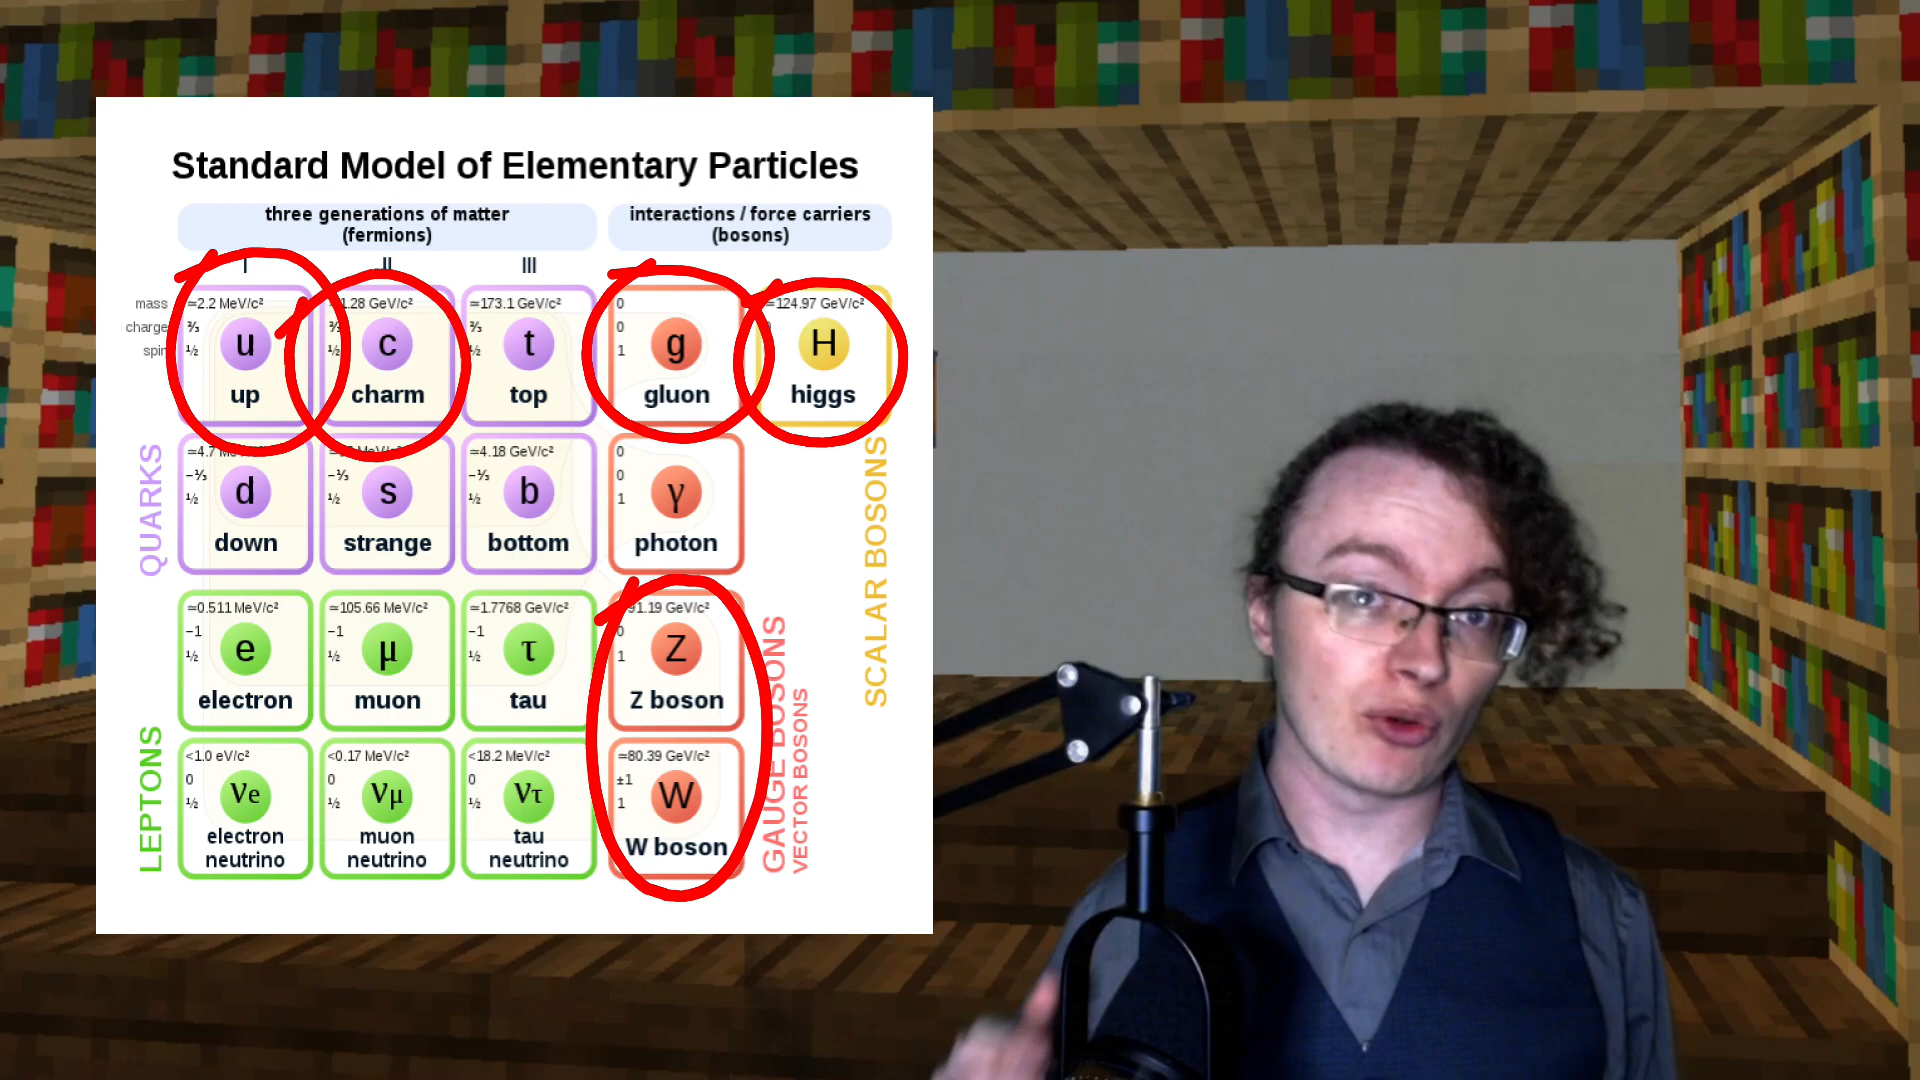 Standard Model of Elementary Particles
three generations of matter
(fermions)
interactions / force carriers
(bosons)
I
II
III
mass
charge
spin
≃2.2 MeV/c²
⅔
½
u
up
1.28 GeV/c²
⅔
½
c
charm
≃173.1 GeV/c²
⅔
½
t
top
0
0
1
g
gluon
≃124.97 GeV/c²
0
H
higgs
QUARKS
≃4.7
−⅓
½
d
down
−⅓
½
s
strange
≃4.18 GeV/c²
−⅓
½
b
bottom
0
0
1
γ
photon
SCALAR BOSONS
LEPTONS
≃0.511 MeV/c²
−1
½
e
electron
≃105.66 MeV/c²
−1
½
μ
muon
≃1.7768 GeV/c²
−1
½
τ
tau
91.19 GeV/c²
0
1
Z
Z boson
GAUGE BOSONS
VECTOR BOSONS
<1.0 eV/c²
0
½
νe
electron
neutrino
<0.17 MeV/c²
0
½
νμ
muon
neutrino
<18.2 MeV/c²
0
½
ντ
tau
neutrino
≃80.39 GeV/c²
±1
1
W
W boson